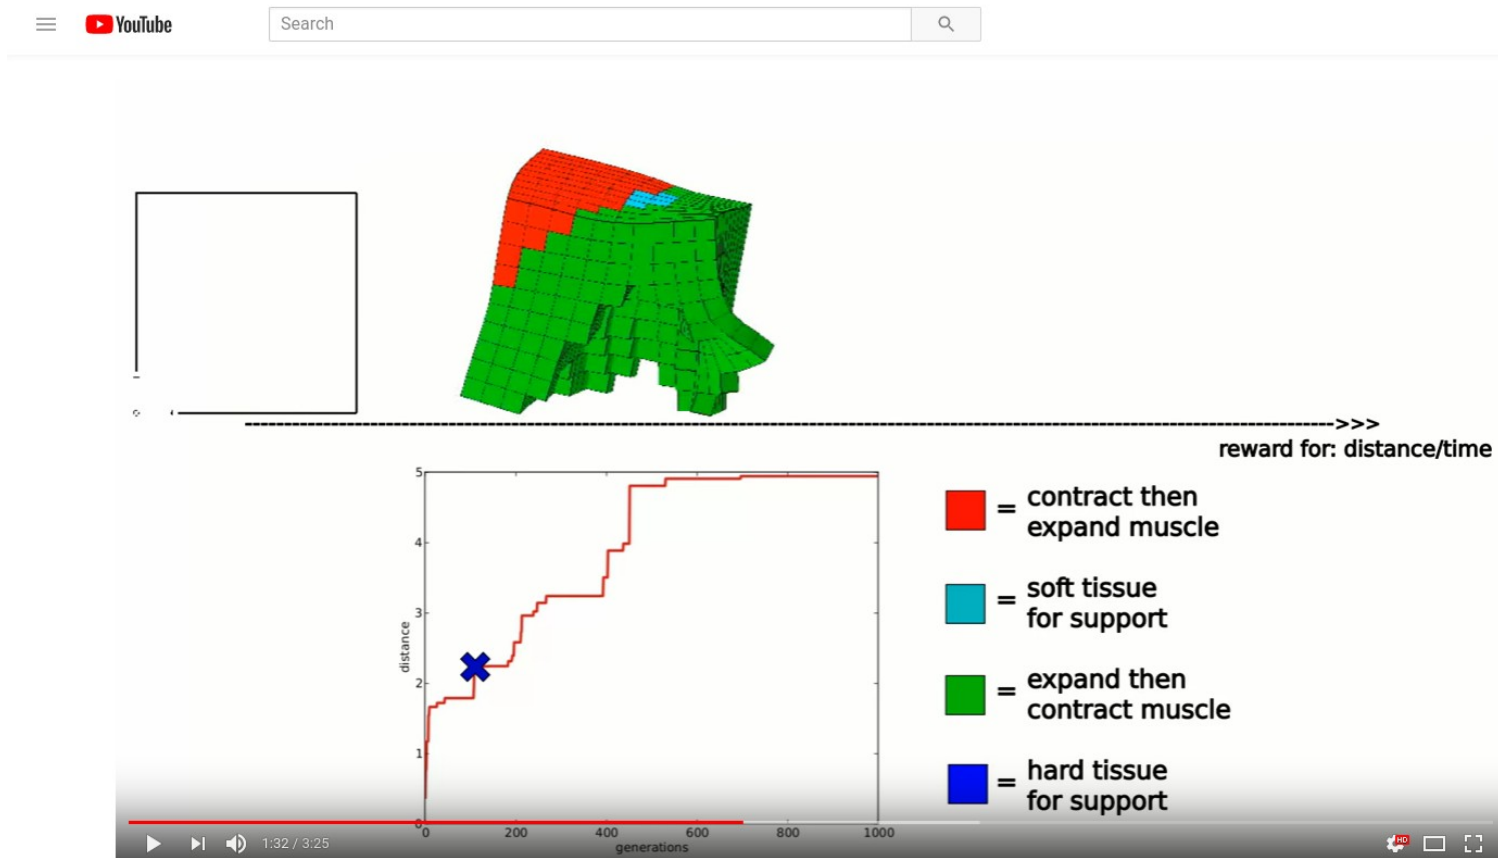 YouTube
Search
--->>>
reward for: distance/time
5
4
3
2
1
0
distance
0 200 400 600 800 1000
generations
= contract then
expand muscle
= soft tissue
for support
= expand then
contract muscle
= hard tissue
for support
1:32 / 3:25
HD